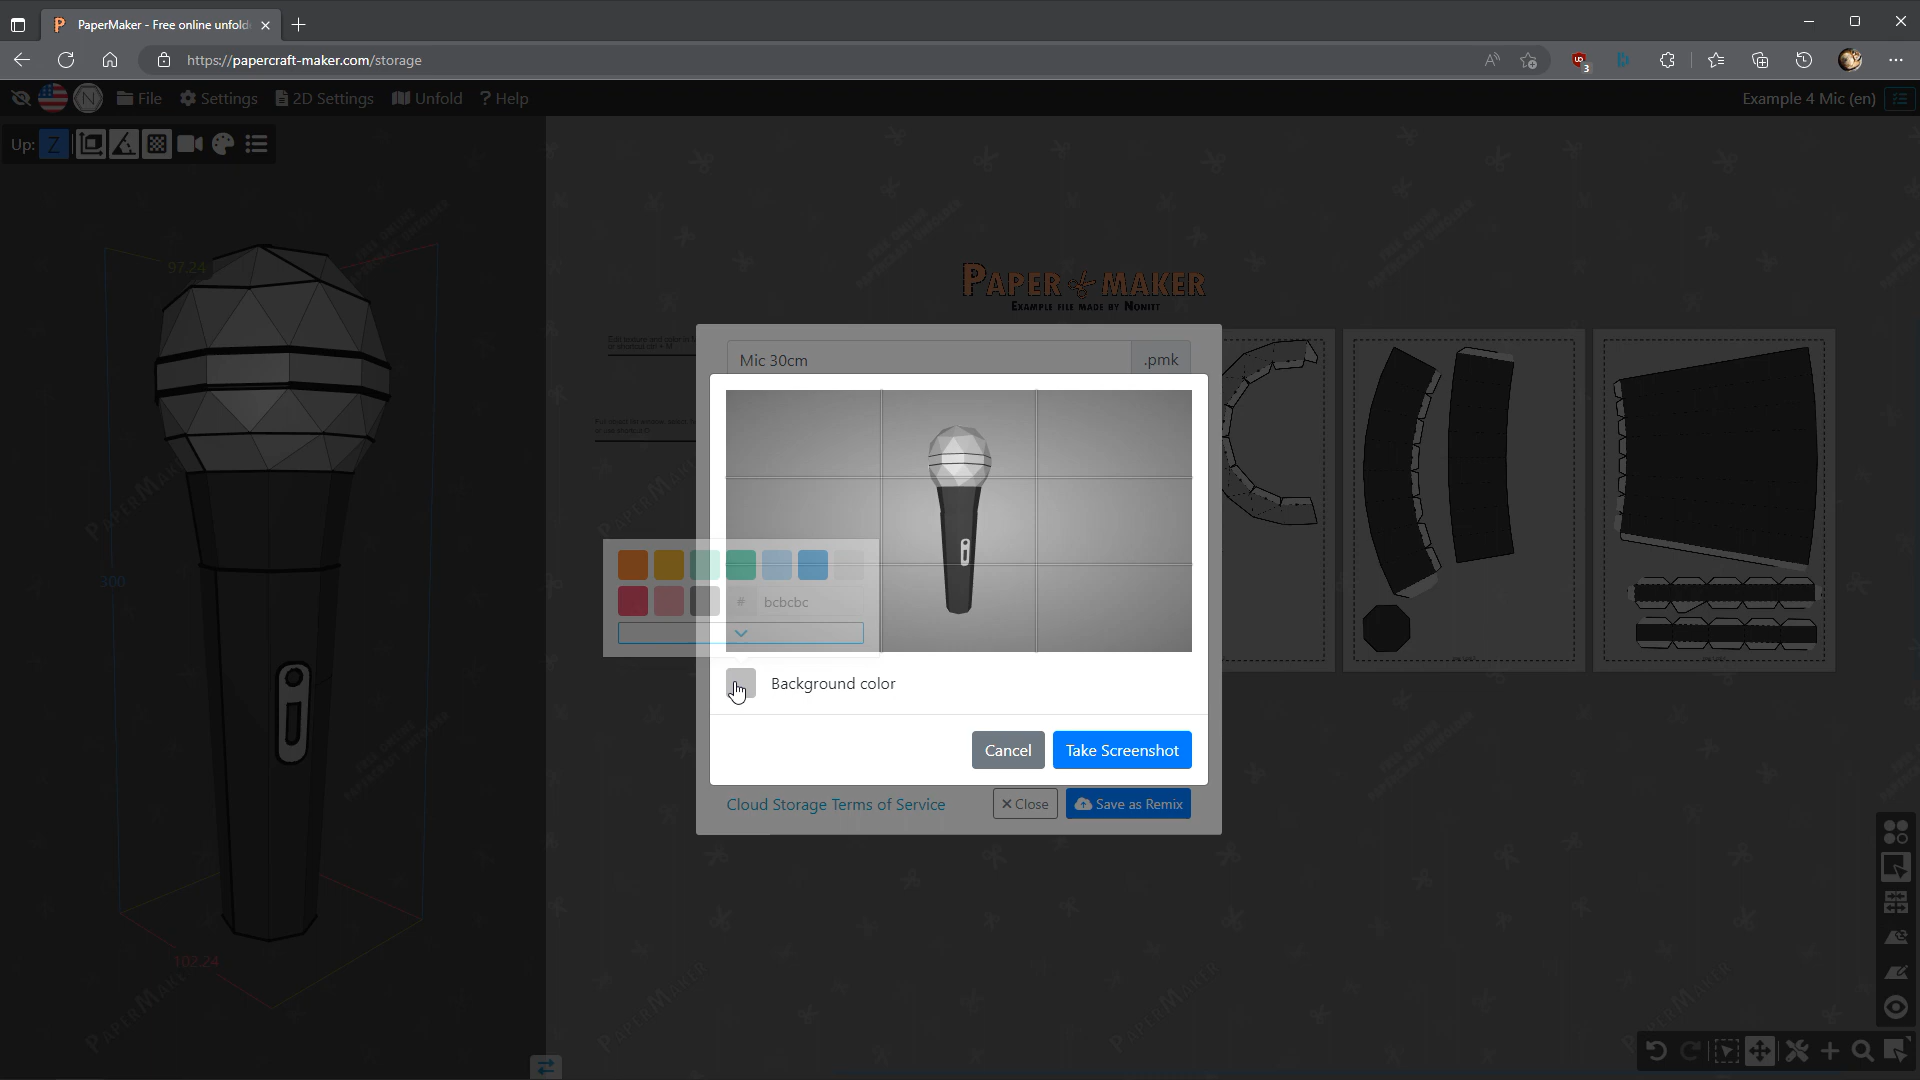 PaperMaker - Free online unfold
https://papercraft-maker.com/storage
3
N File Settings 2D Settings Unfold ? Help
Example 4 Mic (en)
Up: Z
97.24
300
102.24
PAPER MAKER
EXAMPLE FILE MADE BY NONITT
Mic 30cm
.pmk
# bcbcbc
Background color
Cancel
Take Screenshot
Cloud Storage Terms of Service
Close
Save as Remix